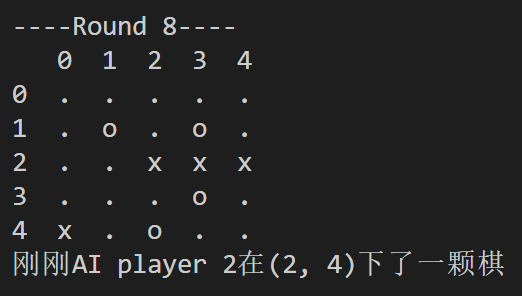 ----Round 8----
   0  1  2  3  4
0  .  .  .  .  .
1  .  o  .  o  .
2  .  .  x  x  x
3  .  .  .  o  .
4  x  .  o  .  .
刚刚AI player 2在(2, 4)下了一颗棋